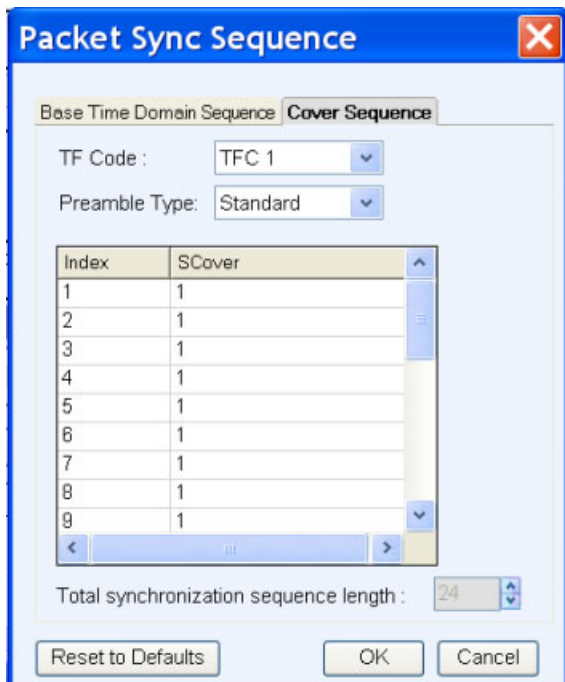 Packet Sync Sequence
Base Time Domain Sequence Cover Sequence
TF Code : TFC 1
Preamble Type: Standard
Index SCover
1 1
2 1
3 1
4 1
5 1
6 1
7 1
8 1
9 1
Total synchronization sequence length : 24
Reset to Defaults OK Cancel